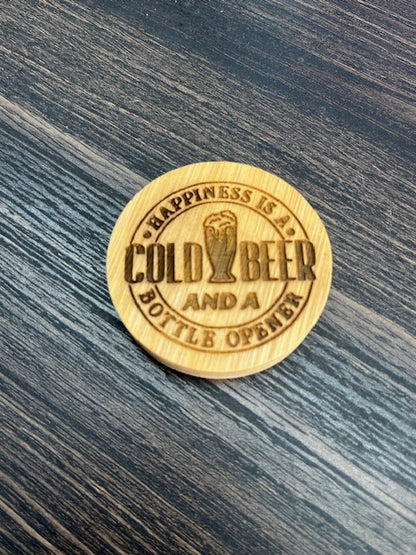 • HAPPINESS IS A •
COLD BEER
AND A
BOTTLE OPENER